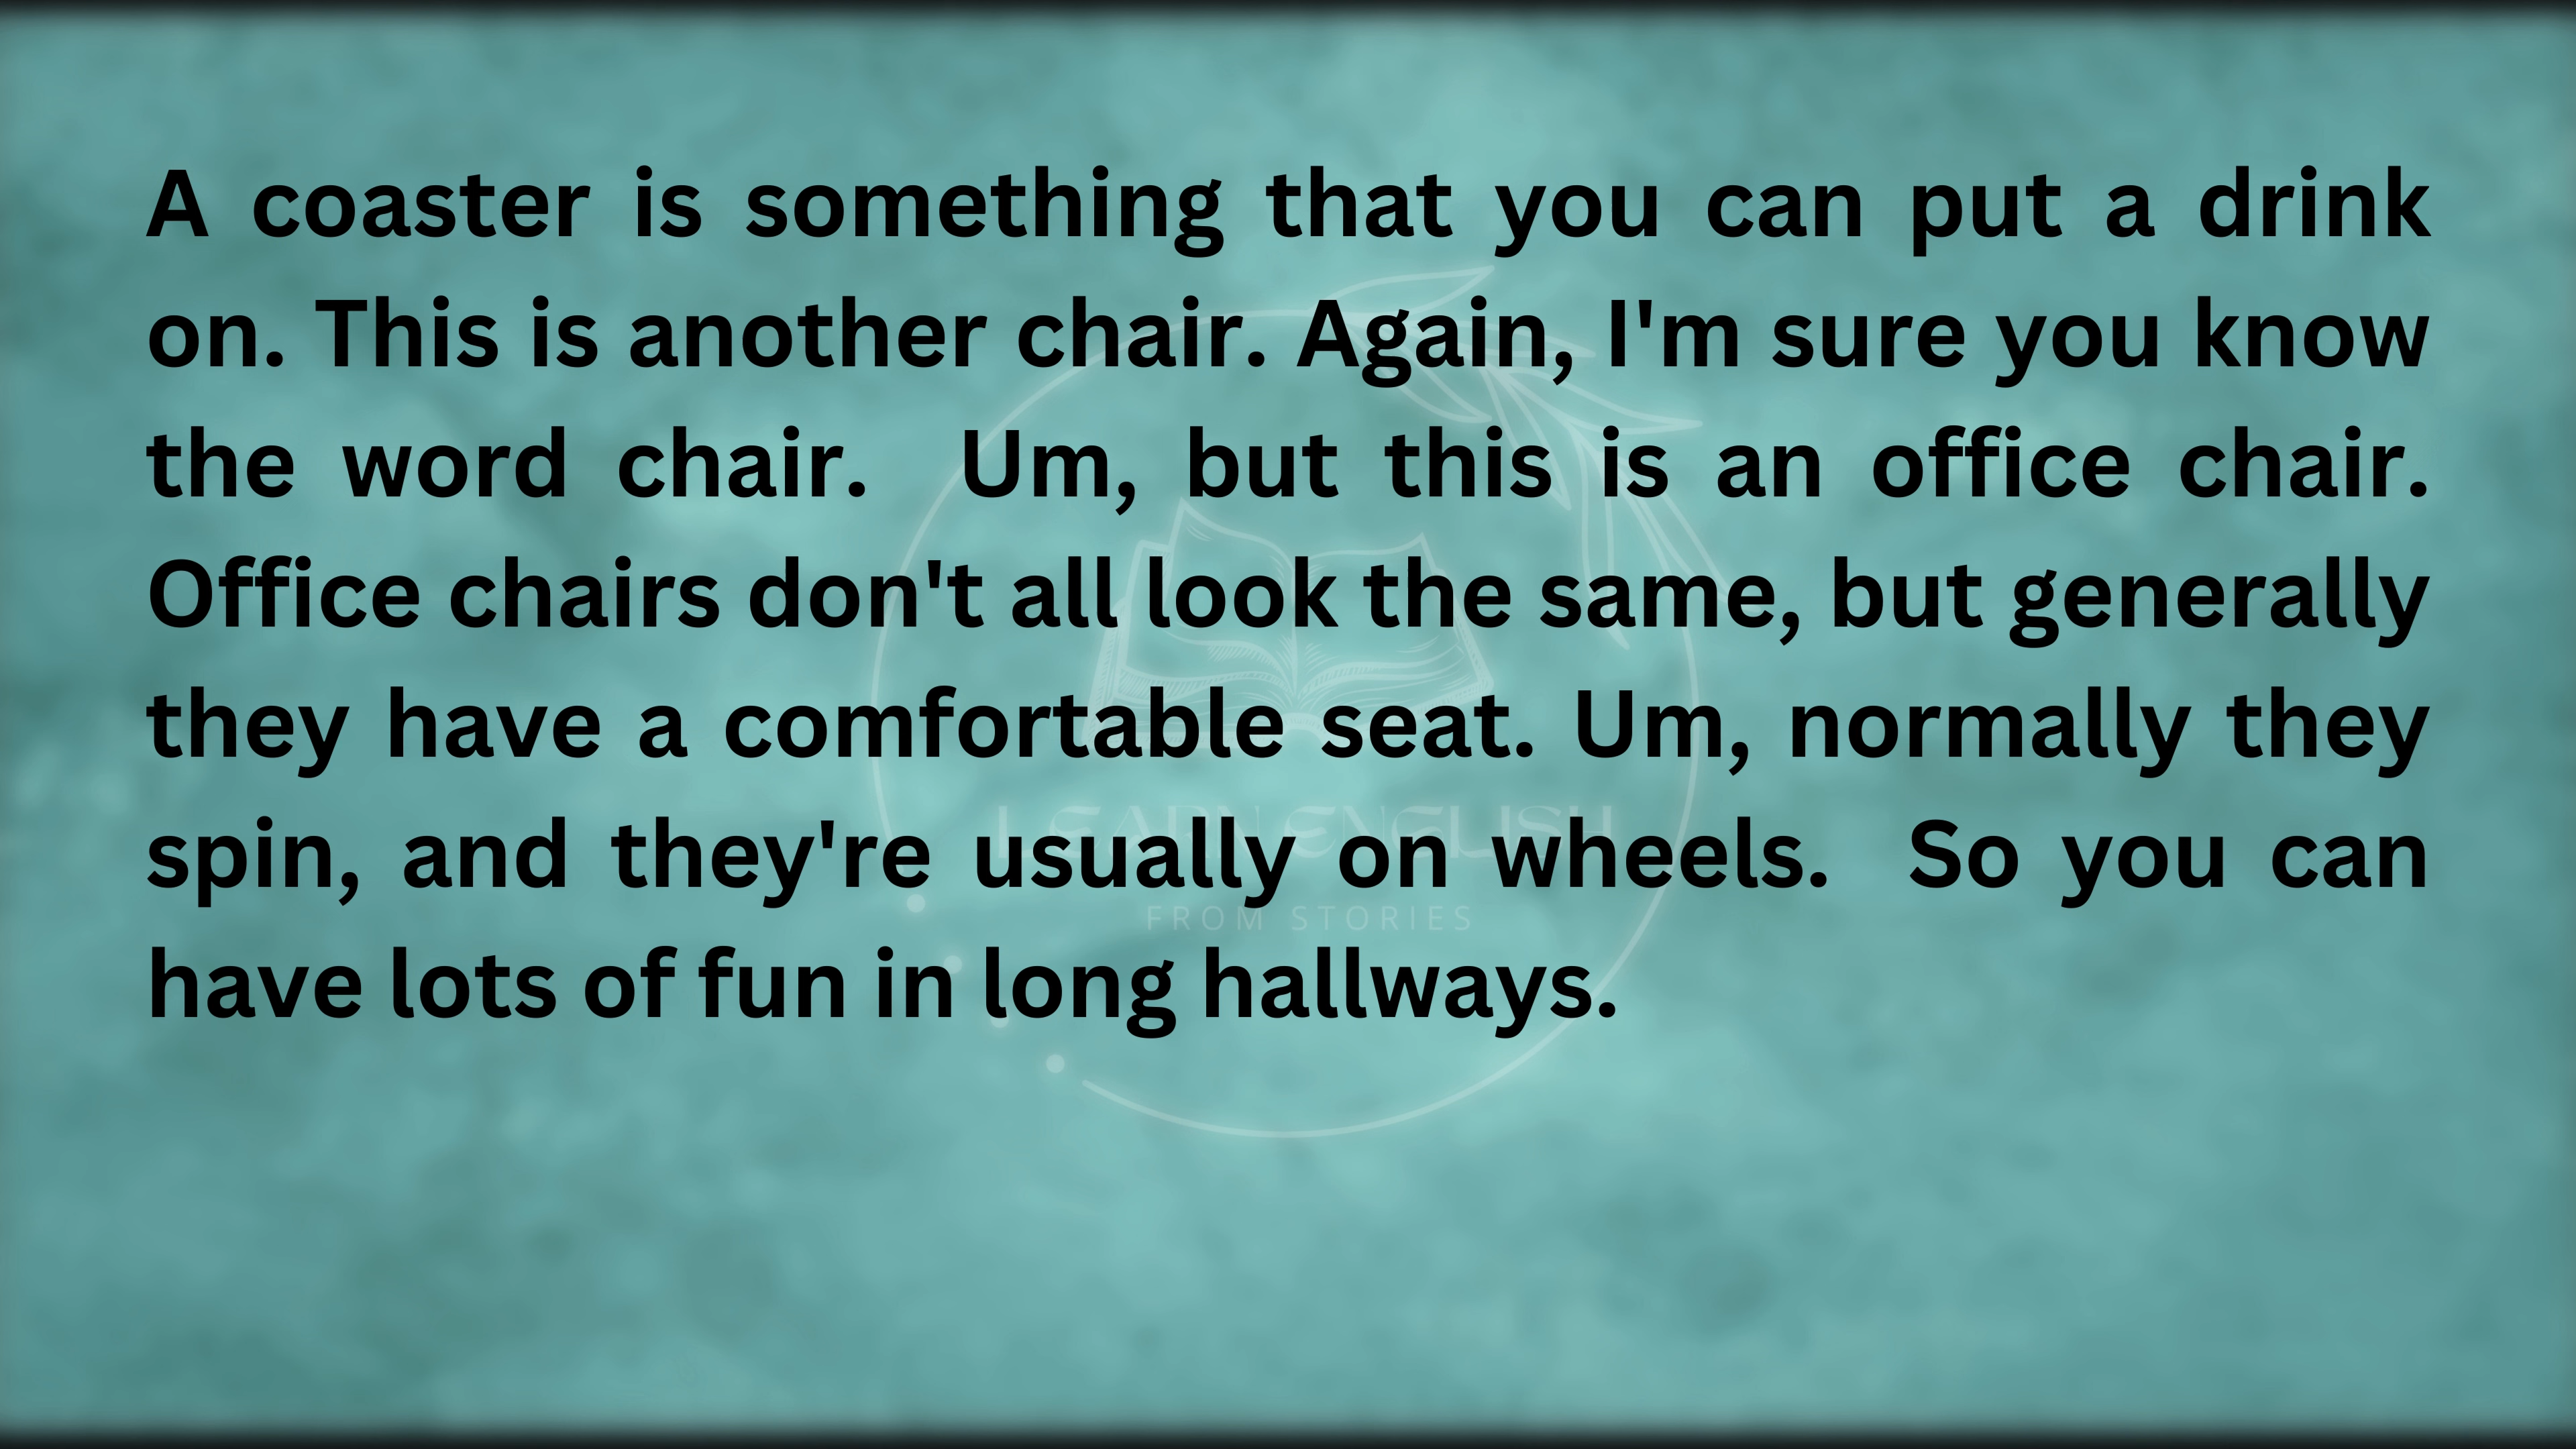 A coaster is something that you can put a drink
on. This is another chair. Again, I'm sure you know
the word chair. Um, but this is an office chair.
Office chairs don't all look the same, but generally
they have a comfortable seat. Um, normally they
spin, and they're usually on wheels. So you can
have lots of fun in long hallways.
LEARN ENGLISH
FROM STORIES